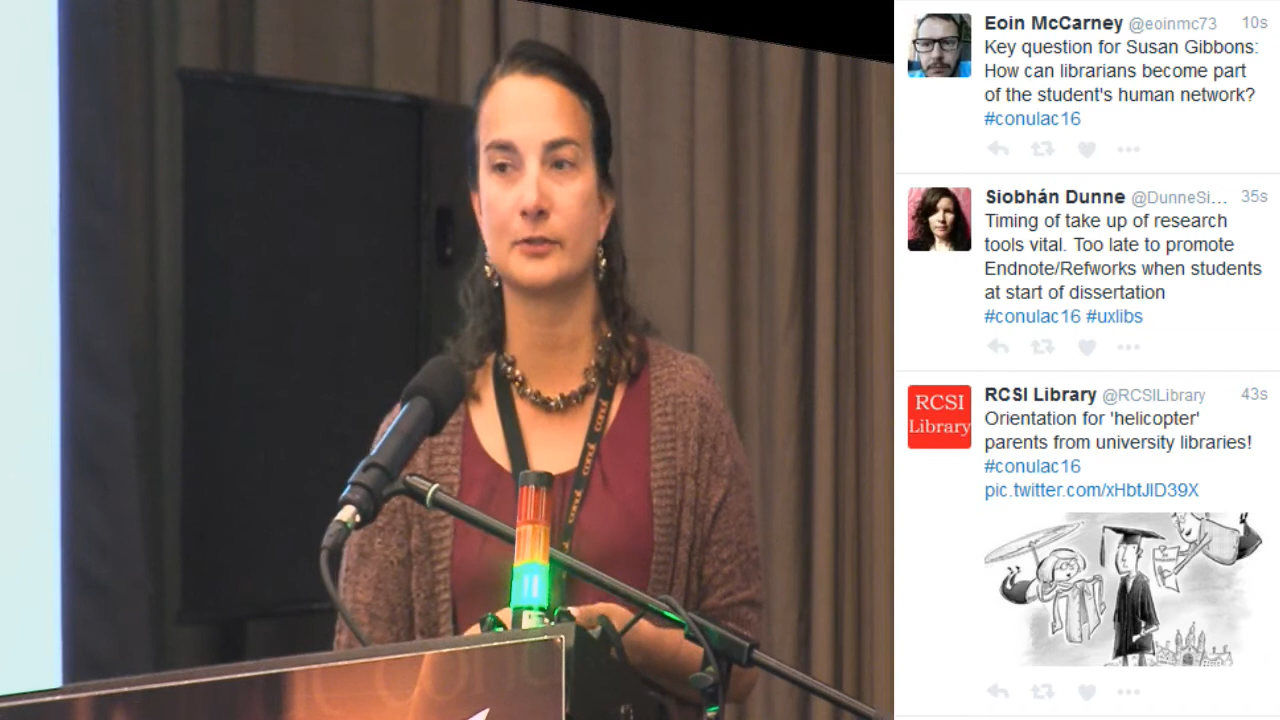 Eoin McCarney @eoinmc73 10s
Key question for Susan Gibbons:
How can librarians become part
of the student's human network?
#conulac16
Siobhán Dunne @DunneSi... 35s
Timing of take up of research
tools vital. Too late to promote
Endnote/Refworks when students
at start of dissertation
#conulac16 #uxlibs
RCSI Library @RCSILibrary 43s
RCSI
Library
Orientation for 'helicopter'
parents from university libraries!
#conulac16
pic.twitter.com/xHbtJlD39X
conul
conul